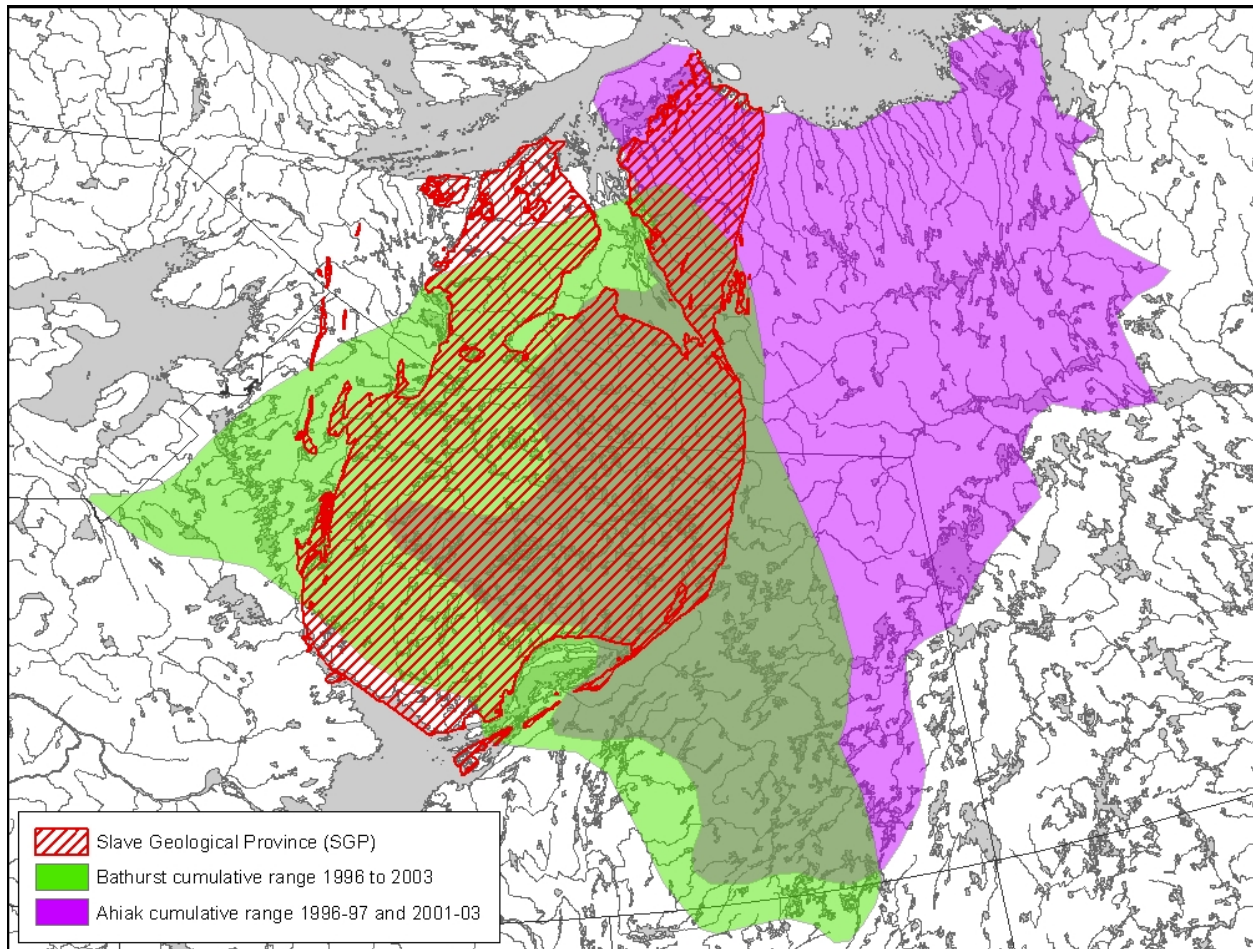 Slave Geological Province (SGP)
Bathurst cumulative range 1996 to 2003
Ahiak cumulative range 1996-97 and 2001-03